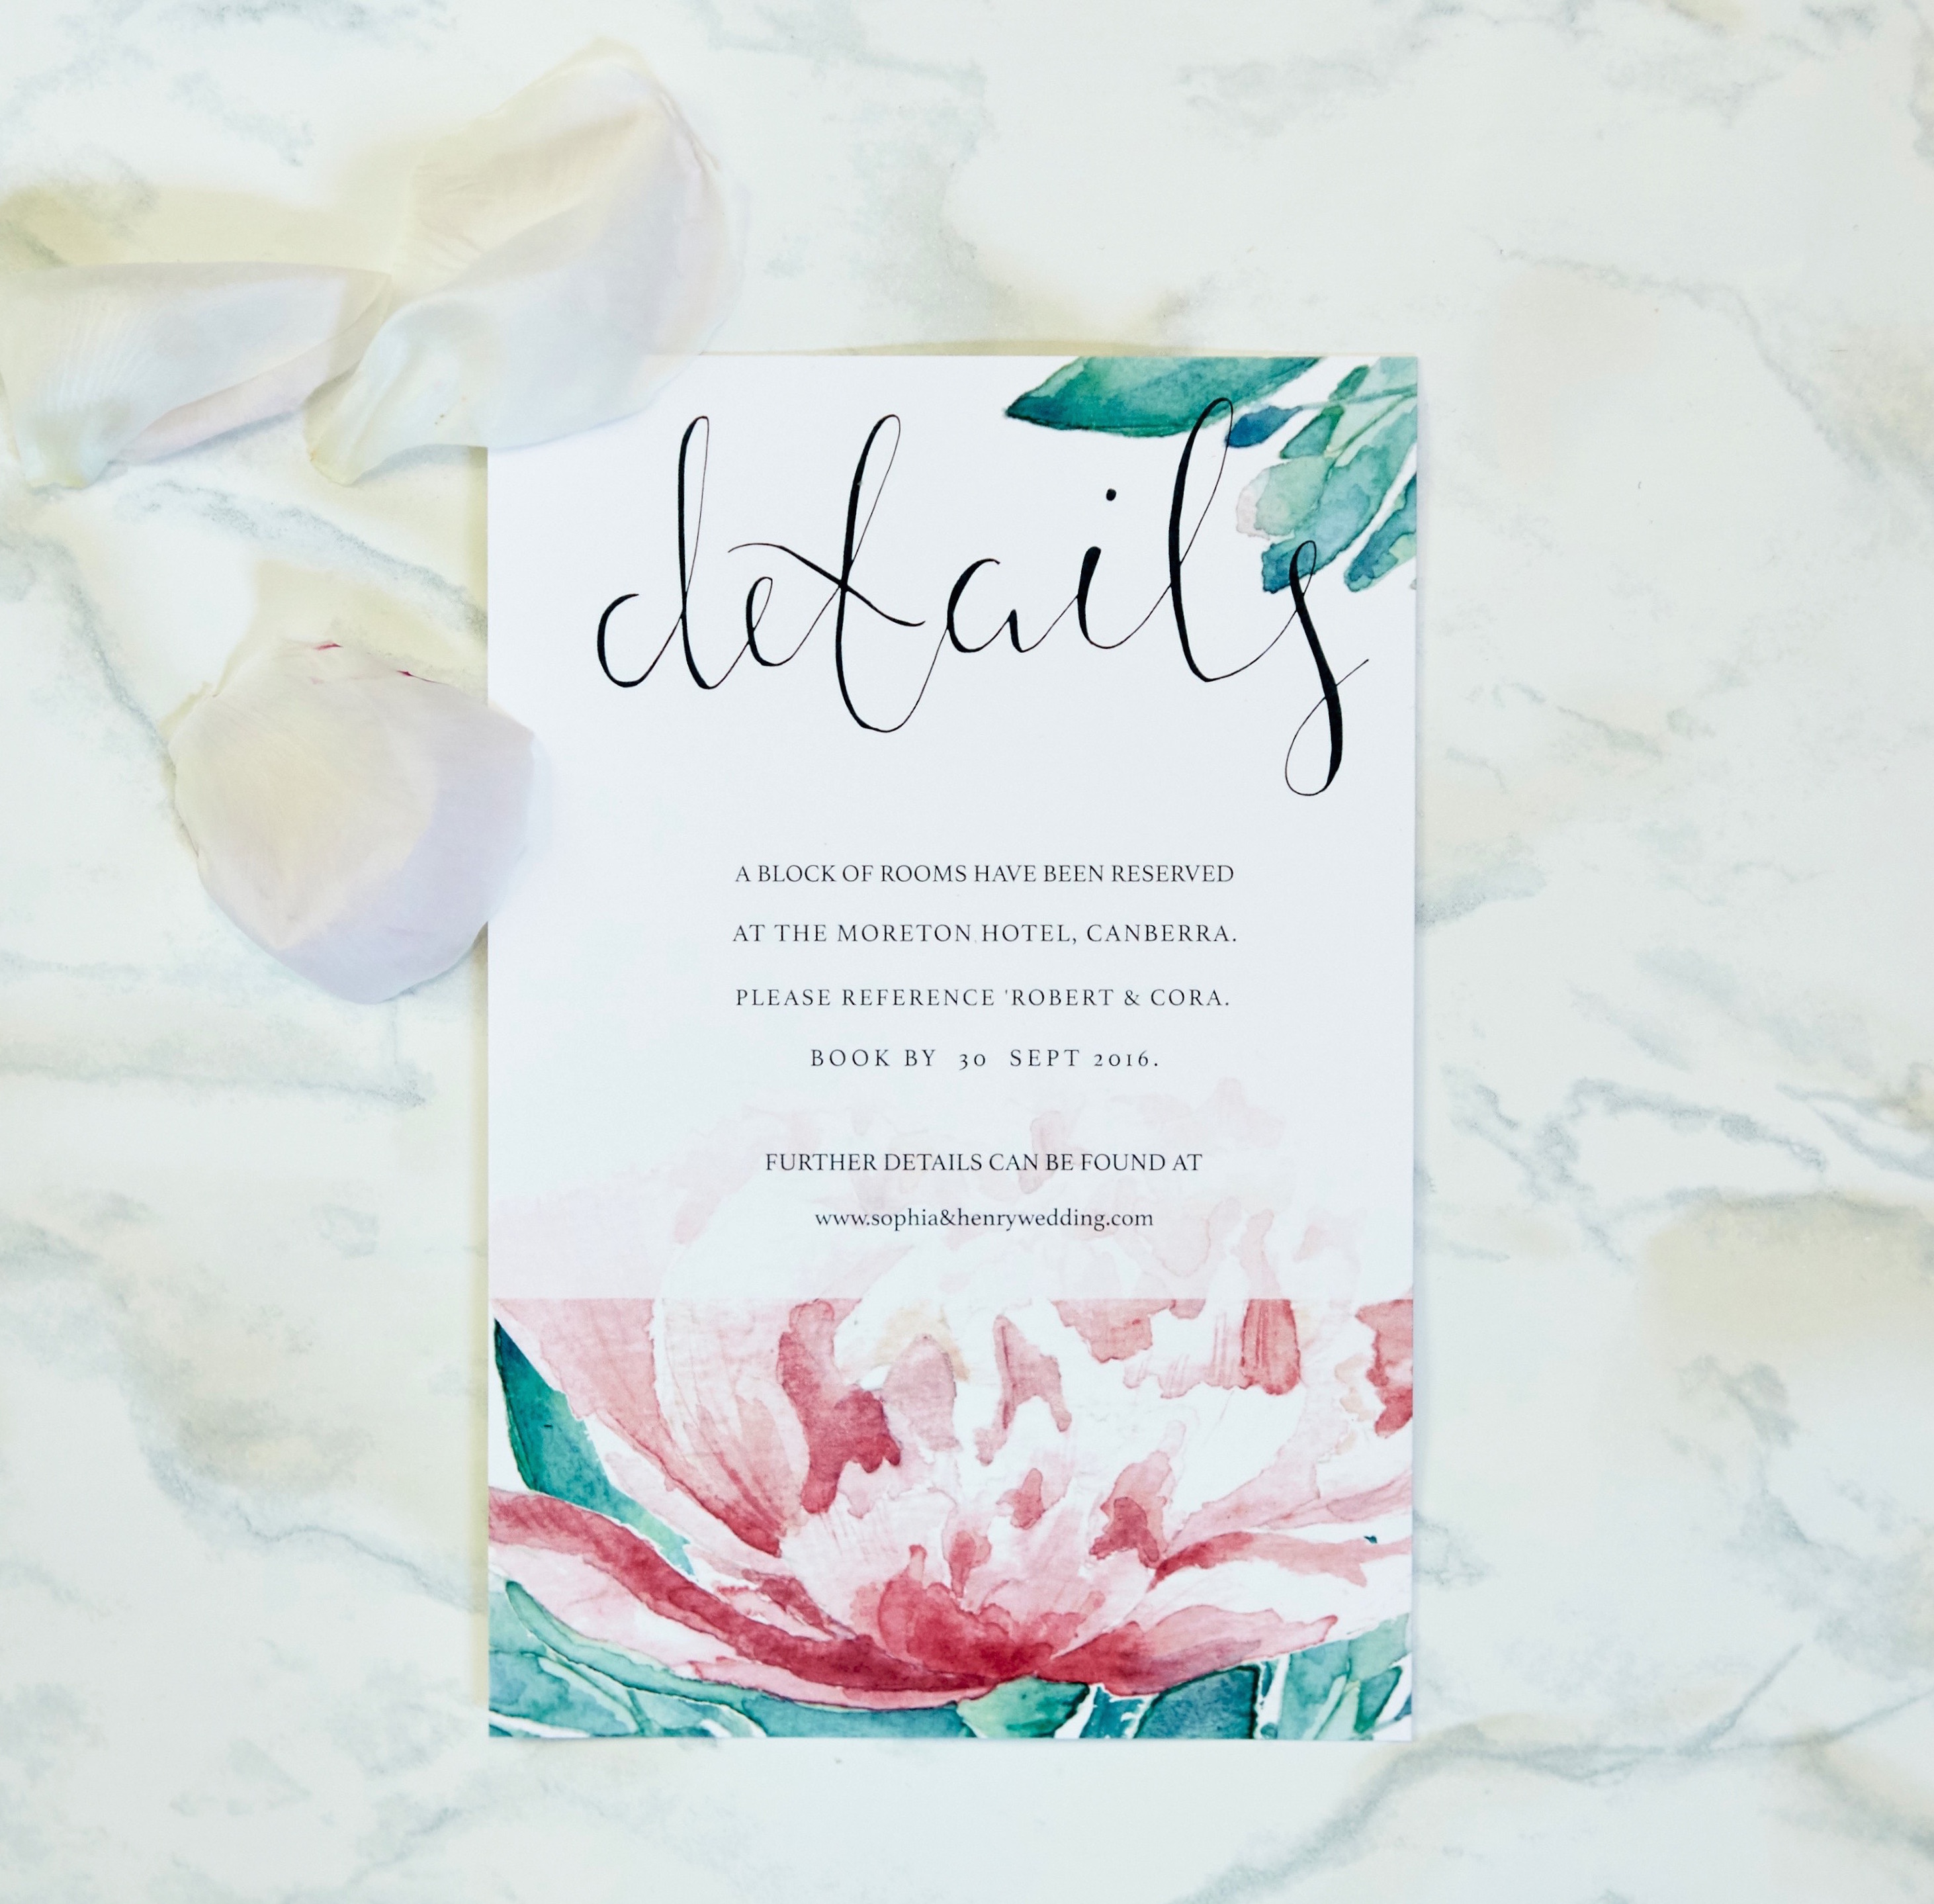 details
A BLOCK OF ROOMS HAVE BEEN RESERVED
AT THE MORETON HOTEL, CANBERRA.
PLEASE REFERENCE 'ROBERT & CORA.
BOOK BY 30 SEPT 2016.
FURTHER DETAILS CAN BE FOUND AT
www.sophia&henrywedding.com